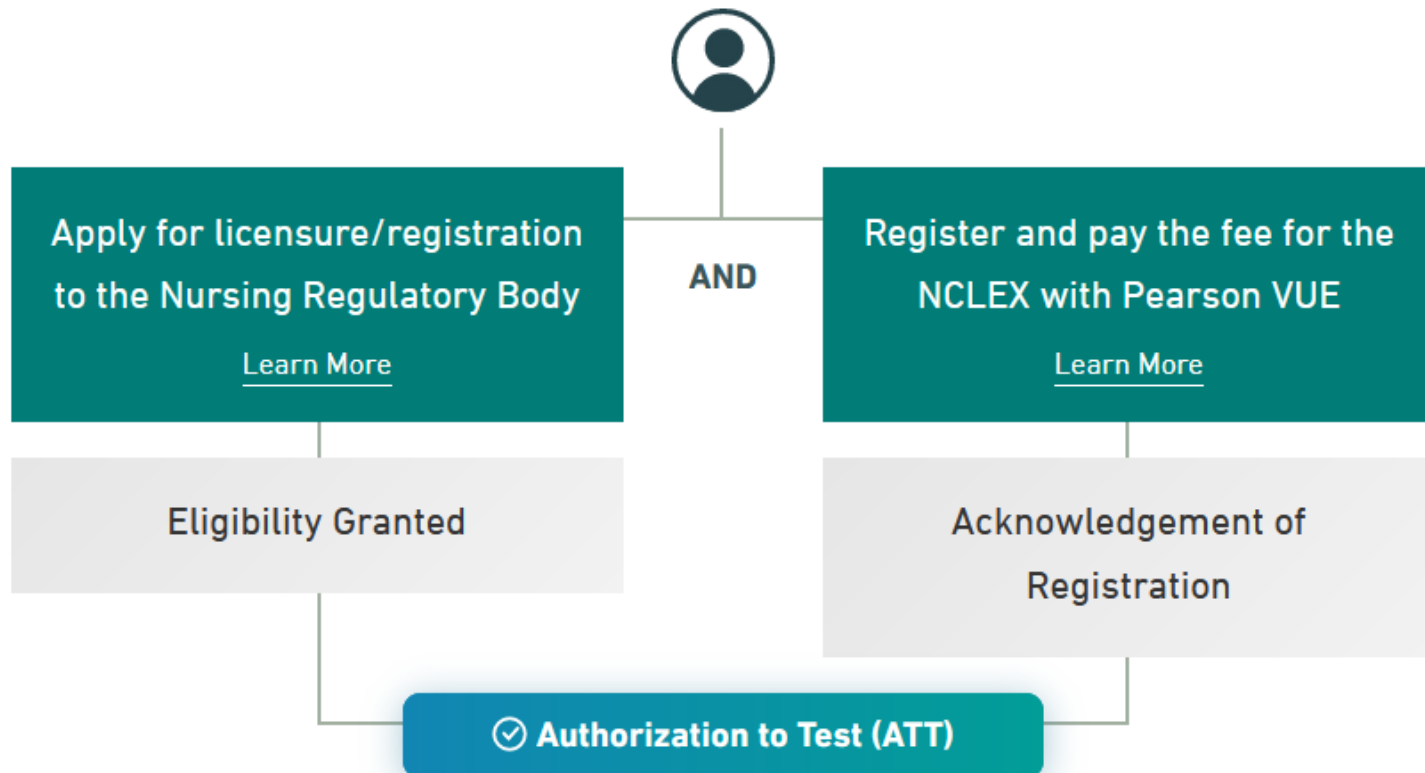 Apply for licensure/registration
to the Nursing Regulatory Body
Learn More
AND
Register and pay the fee for the
NCLEX with Pearson VUE
Learn More
Eligibility Granted
Acknowledgement of
Registration
Authorization to Test (ATT)